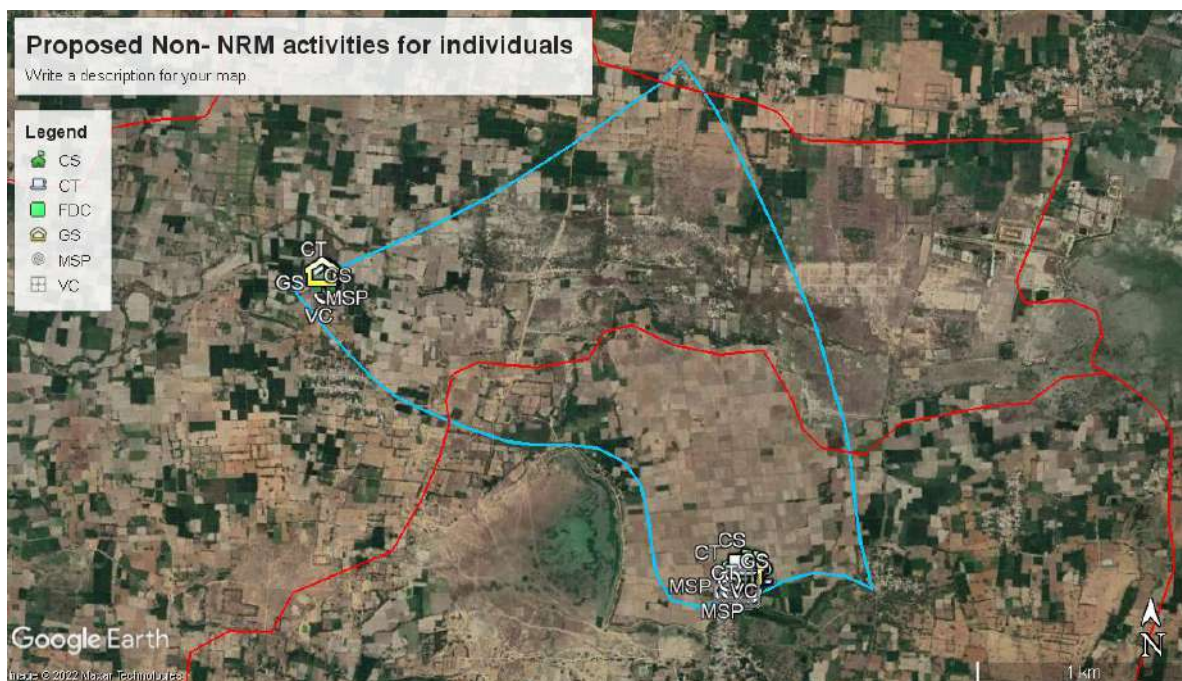 Proposed Non- NRM activities for individuals
Write a description for your map.
Legend
CS
CT
FDC
GS
MSP
VC
CT
GS CS
MSP
VC
CS
CT GS
CT
MSP VC
MSP
N
Google Earth
Image © 2022 Maxar Technologies
1 km